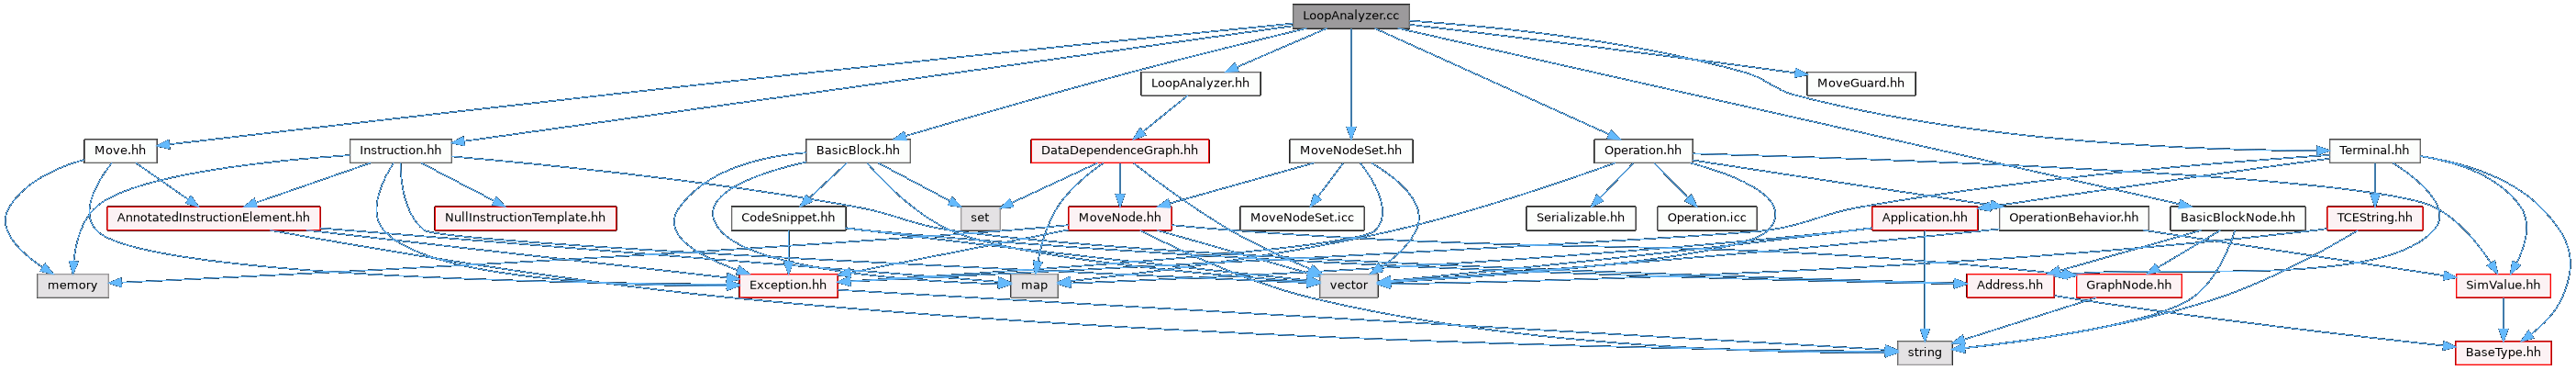 LoopAnalyzer.cc
LoopAnalyzer.hh
MoveGuard.hh
Move.hh
Instruction.hh
BasicBlock.hh
DataDependenceGraph.hh
MoveNodeSet.hh
Operation.hh
Terminal.hh
AnnotatedInstructionElement.hh
NullInstructionTemplate.hh
CodeSnippet.hh
set
MoveNode.hh
MoveNodeSet.icc
Serializable.hh
Operation.icc
Application.hh
OperationBehavior.hh
BasicBlockNode.hh
TCEString.hh
memory
Exception.hh
map
vector
Address.hh
GraphNode.hh
SimValue.hh
string
BaseType.hh